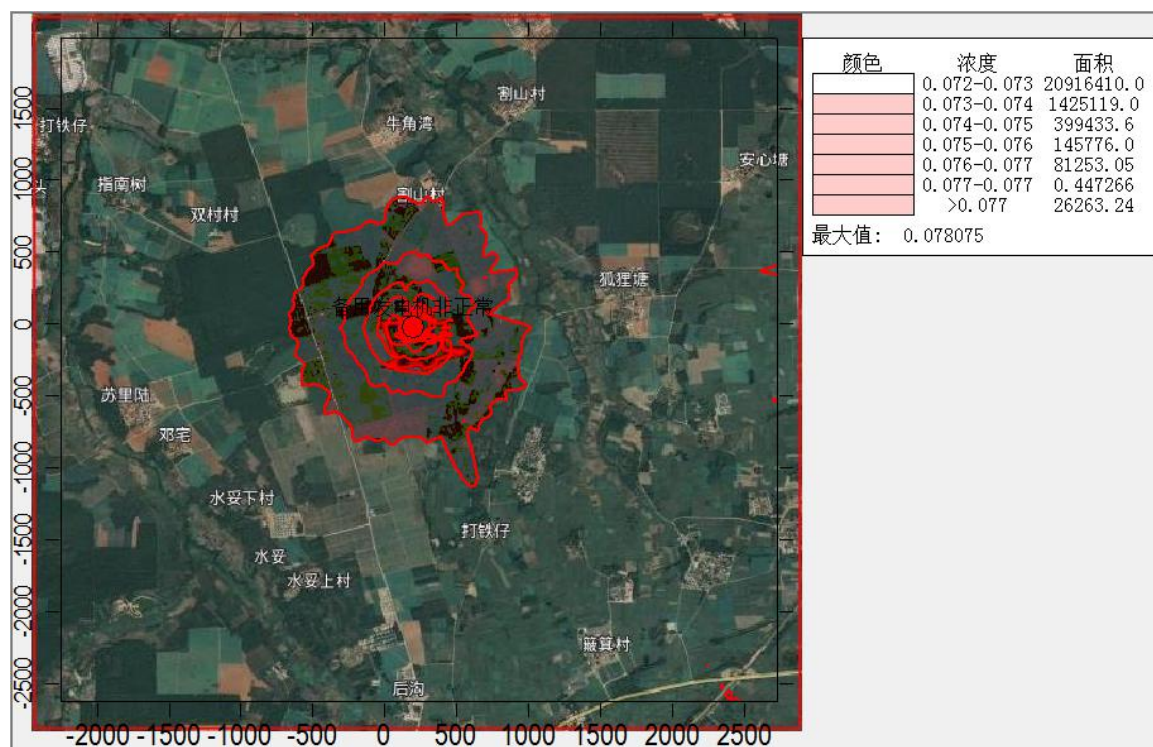 颜色 浓度 面积
0.072-0.073 20916410.0
0.073-0.074 1425119.0
0.074-0.075 399433.6
0.075-0.076 145776.0
0.076-0.077 81253.05
0.077-0.077 0.447266
>0.077 26263.24
最大值: 0.078075
割山村
牛角湾
打铁仔
安心塘
指南树
割山村
头
双村村
狐狸塘
备用发电机非正常
苏里陆
邓宅
水妥下村
打铁仔
水妥
水妥上村
簸箕村
后沟
1500
1000
500
0
-500
-1000
-1500
-2000
-2500
-2000 -1500 -1000 -500 0 500 1000 1500 2000 2500